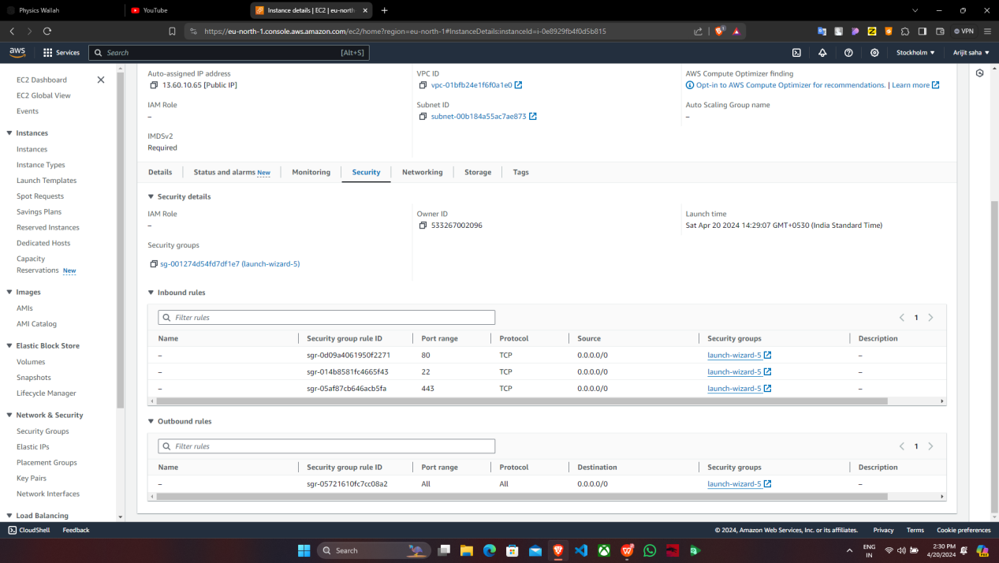 Physics Wallah
YouTube
Instance details | EC2 | eu-north
https://eu-north-1.console.aws.amazon.com/ec2/home?region=eu-north-1#InstanceDetails:instanceId=i-0e8929fb4f0d5b815
VPN
aws
Services
Search
[Alt+S]
Stockholm
Arijit saha
EC2 Dashboard
EC2 Global View
Events
Instances
Instances
Instance Types
Launch Templates
Spot Requests
Savings Plans
Reserved Instances
Dedicated Hosts
Capacity
Reservations New
Images
AMIs
AMI Catalog
Elastic Block Store
Volumes
Snapshots
Lifecycle Manager
Network & Security
Security Groups
Elastic IPs
Placement Groups
Key Pairs
Network Interfaces
Load Balancing
Auto-assigned IP address
13.60.10.65 [Public IP]
IAM Role
–
IMDSv2
Required
VPC ID
vpc-01bfb24e1f6f0a1e0
Subnet ID
subnet-00b184a55ac7ae873
AWS Compute Optimizer finding
Opt-in to AWS Compute Optimizer for recommendations. | Learn more
Auto Scaling Group name
–
Details Status and alarms New Monitoring Security Networking Storage Tags
Security details
IAM Role
–
Owner ID
533267002096
Launch time
Sat Apr 20 2024 14:29:07 GMT+0530 (India Standard Time)
Security groups
sg-001274d54fd7df1e7 (launch-wizard-5)
Inbound rules
Filter rules
1
Name Security group rule ID Port range Protocol Source Security groups Description
– sgr-0d09a4061950f2271 80 TCP 0.0.0.0/0 launch-wizard-5 –
– sgr-014b8581fc4665f43 22 TCP 0.0.0.0/0 launch-wizard-5 –
– sgr-05af87cb646acb5fa 443 TCP 0.0.0.0/0 launch-wizard-5 –
Outbound rules
Filter rules
1
Name Security group rule ID Port range Protocol Destination Security groups Description
– sgr-05721610fc7cc08a2 All All 0.0.0.0/0 launch-wizard-5 –
CloudShell Feedback
© 2024, Amazon Web Services, Inc. or its affiliates. Privacy Terms Cookie preferences
Search
ENG
IN
2:30 PM
4/20/2024